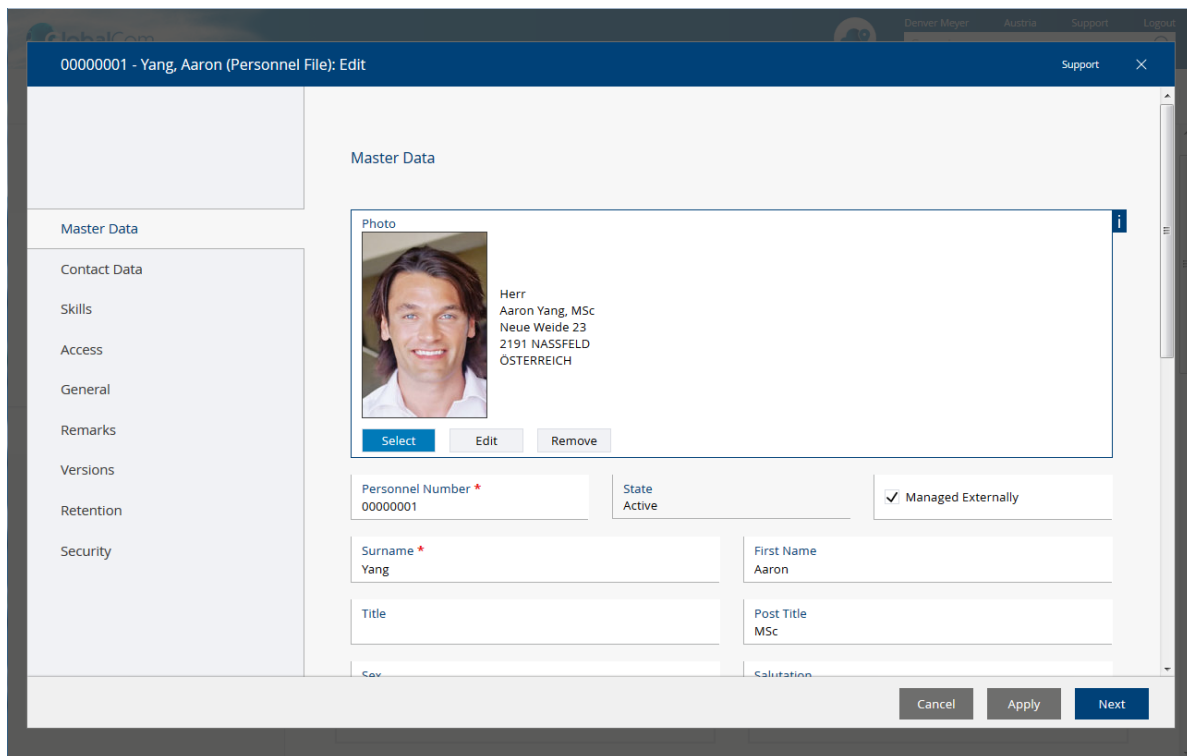 GlobalCom
Denver Meyer Austria Support Logout
00000001 - Yang, Aaron (Personnel File): Edit
Support
Master Data
Contact Data
Skills
Access
General
Remarks
Versions
Retention
Security
Master Data
Photo
i
Herr
Aaron Yang, MSc
Neue Weide 23
2191 NASSFELD
ÖSTERREICH
Select Edit Remove
Personnel Number *
00000001
State
Active
Managed Externally
Surname *
Yang
First Name
Aaron
Title
Post Title
MSc
Sex
Salutation
Cancel Apply Next